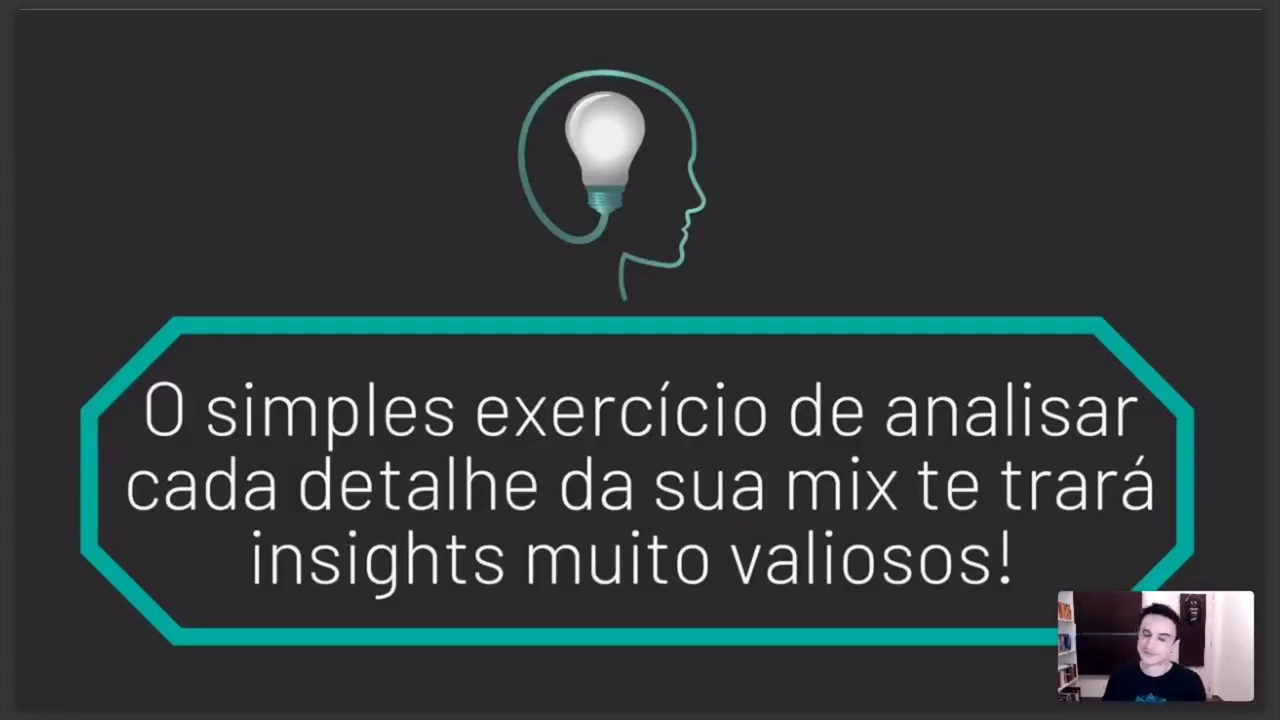 O simples exercício de analisar
cada detalhe da sua mix te trará
insights muito valiosos!